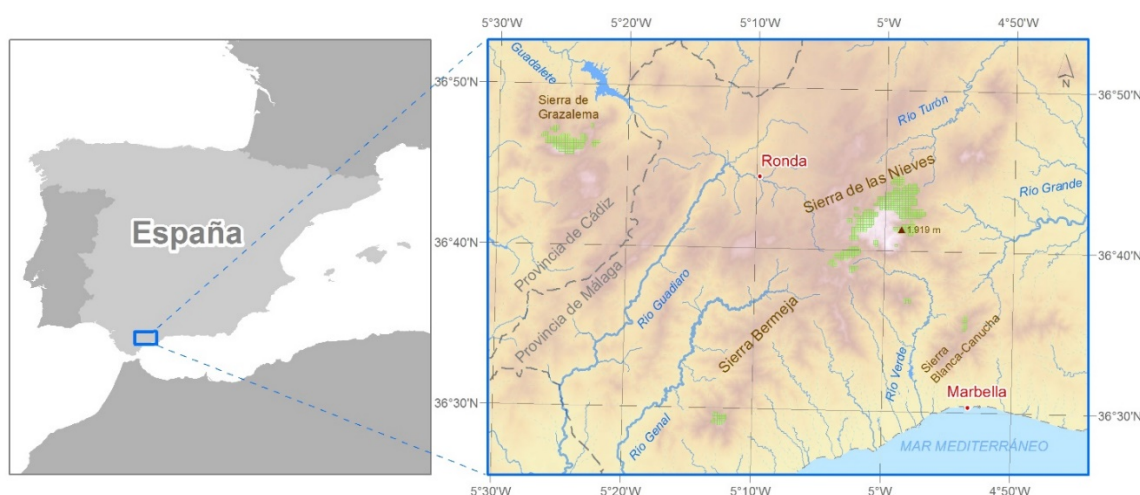 España
5°30'W
5°20'W
5°10'W
5°W
4°50'W
36°50'N
36°50'N
Guadalete
Sierra de
Grazalema
N
Río Turón
Ronda
Sierra de las Nieves
Río Grande
1.919 m
36°40'N
36°40'N
Provincia de Cádiz
Provincia de Málaga
Río Guadiaro
Sierra Bermeja
Río Verde
Sierra
Blanca-Canucha
Marbella
36°30'N
36°30'N
Río Genal
MAR MEDITERRÁNEO
5°30'W
5°20'W
5°10'W
5°W
4°50'W